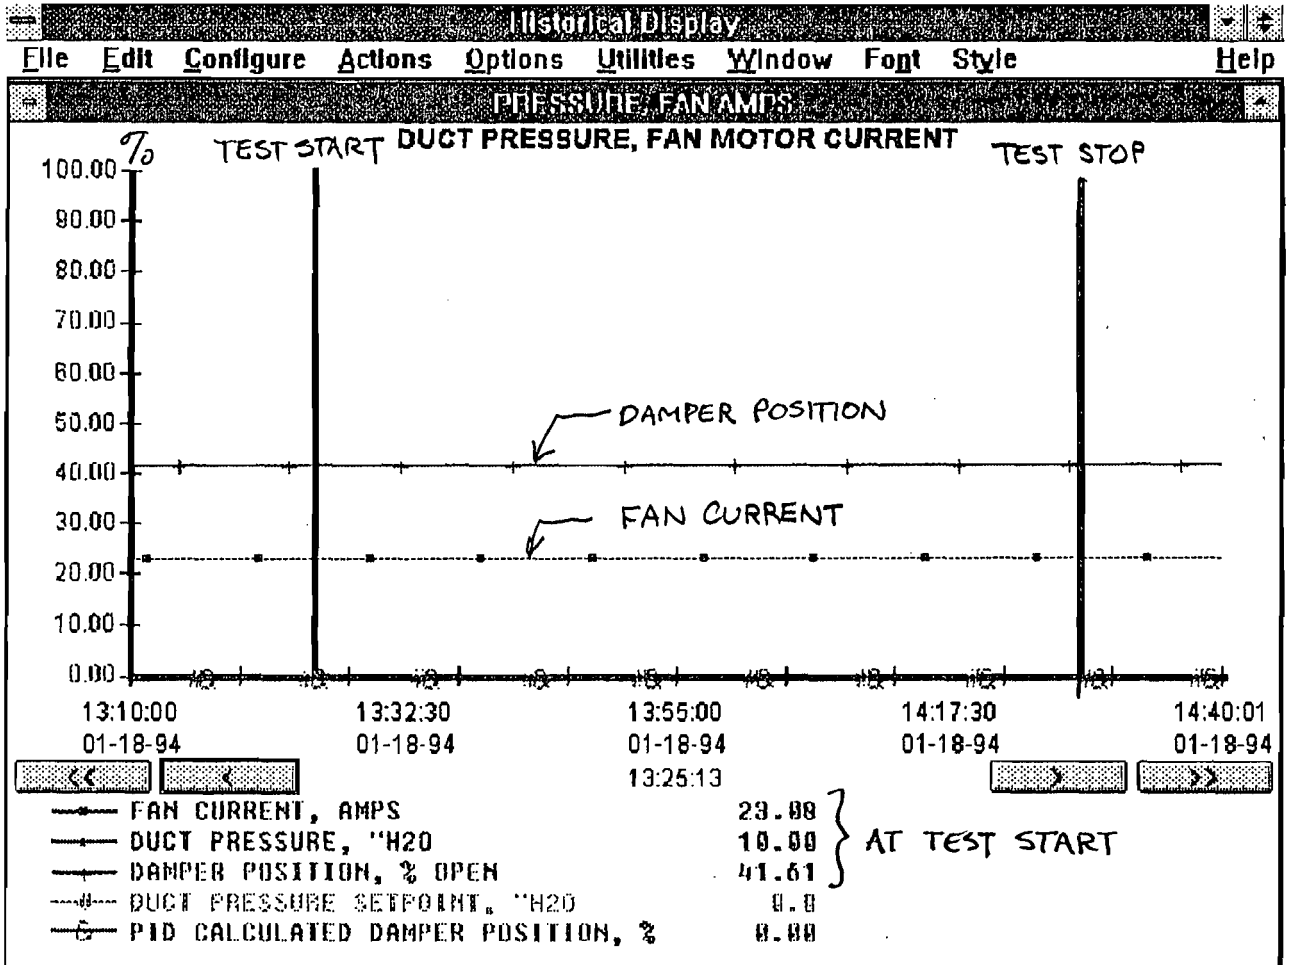 Historical Display
File Edit Configure Actions Options Utilities Window Font Style Help
PRESSURE, FAN AMPS
DUCT PRESSURE, FAN MOTOR CURRENT
% TEST START TEST STOP
100.00
90.00
80.00
70.00
60.00
50.00
40.00
30.00
20.00
10.00
0.00
DAMPER POSITION
FAN CURRENT
13:10:00 13:32:30 13:55:00 14:17:30 14:40:01
01-18-94 01-18-94 01-18-94 01-18-94 01-18-94
<< < 13:25:13 > >>
FAN CURRENT, AMPS 23.08
DUCT PRESSURE, "H2O 10.00
DAMPER POSITION, % OPEN 41.61
AT TEST START
DUCT PRESSURE SETPOINT, "H2O 0.0
PID CALCULATED DAMPER POSITION, % 0.00